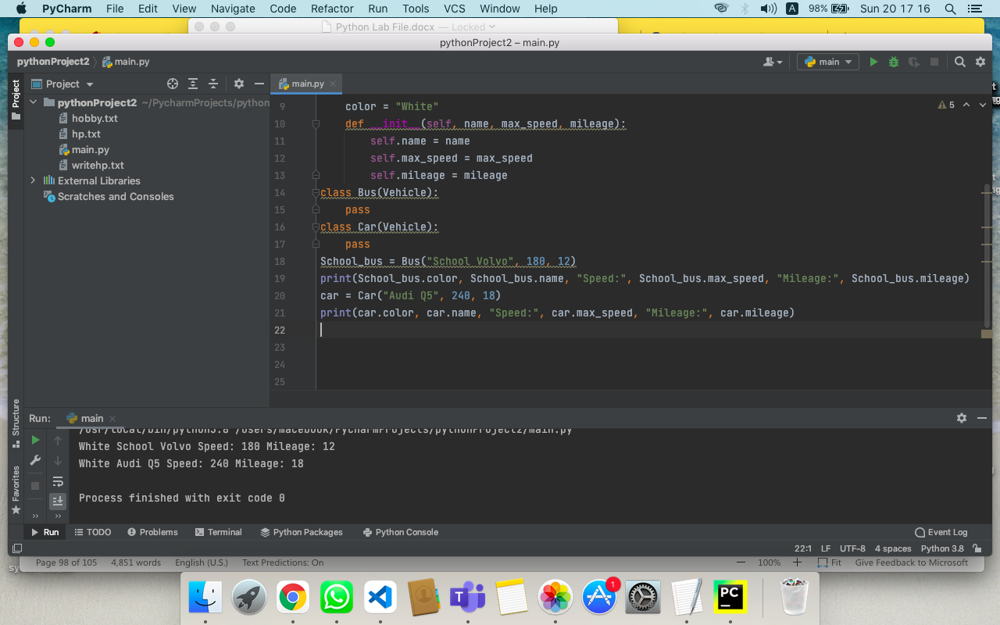 PyCharm File Edit View Navigate Code Refactor Run Tools VCS Window Help A 98% Sun 20 17 16
Python Lab File.docx — Locked
pythonProject2 – main.py
pythonProject2 main.py main
Project main.py
Project
pythonProject2 ~/PycharmProjects/python
hobby.txt
hp.txt
main.py
writehp.txt
External Libraries
Scratches and Consoles
5
9 color = "White"
10 def __init__(self, name, max_speed, mileage):
11 self.name = name
12 self.max_speed = max_speed
13 self.mileage = mileage
14 class Bus(Vehicle):
15 pass
16 class Car(Vehicle):
17 pass
18 School_bus = Bus("School Volvo", 180, 12)
19 print(School_bus.color, School_bus.name, "Speed:", School_bus.max_speed, "Mileage:", School_bus.mileage)
20 car = Car("Audi Q5", 240, 18)
21 print(car.color, car.name, "Speed:", car.max_speed, "Mileage:", car.mileage)
22
23
24
25
Structure
Favorites
Run: main
/usr/local/bin/python3.8 /Users/macebook/PycharmProjects/pythonProject2/main.py
White School Volvo Speed: 180 Mileage: 12
White Audi Q5 Speed: 240 Mileage: 18
Process finished with exit code 0
Run TODO Problems Terminal Python Packages Python Console Event Log
22:1 LF UTF-8 4 spaces Python 3.8
Page 98 of 105 4,851 words English (U.S.) Text Predictions: On 100% Fit Give Feedback to Microsoft
sy
T
1
PC